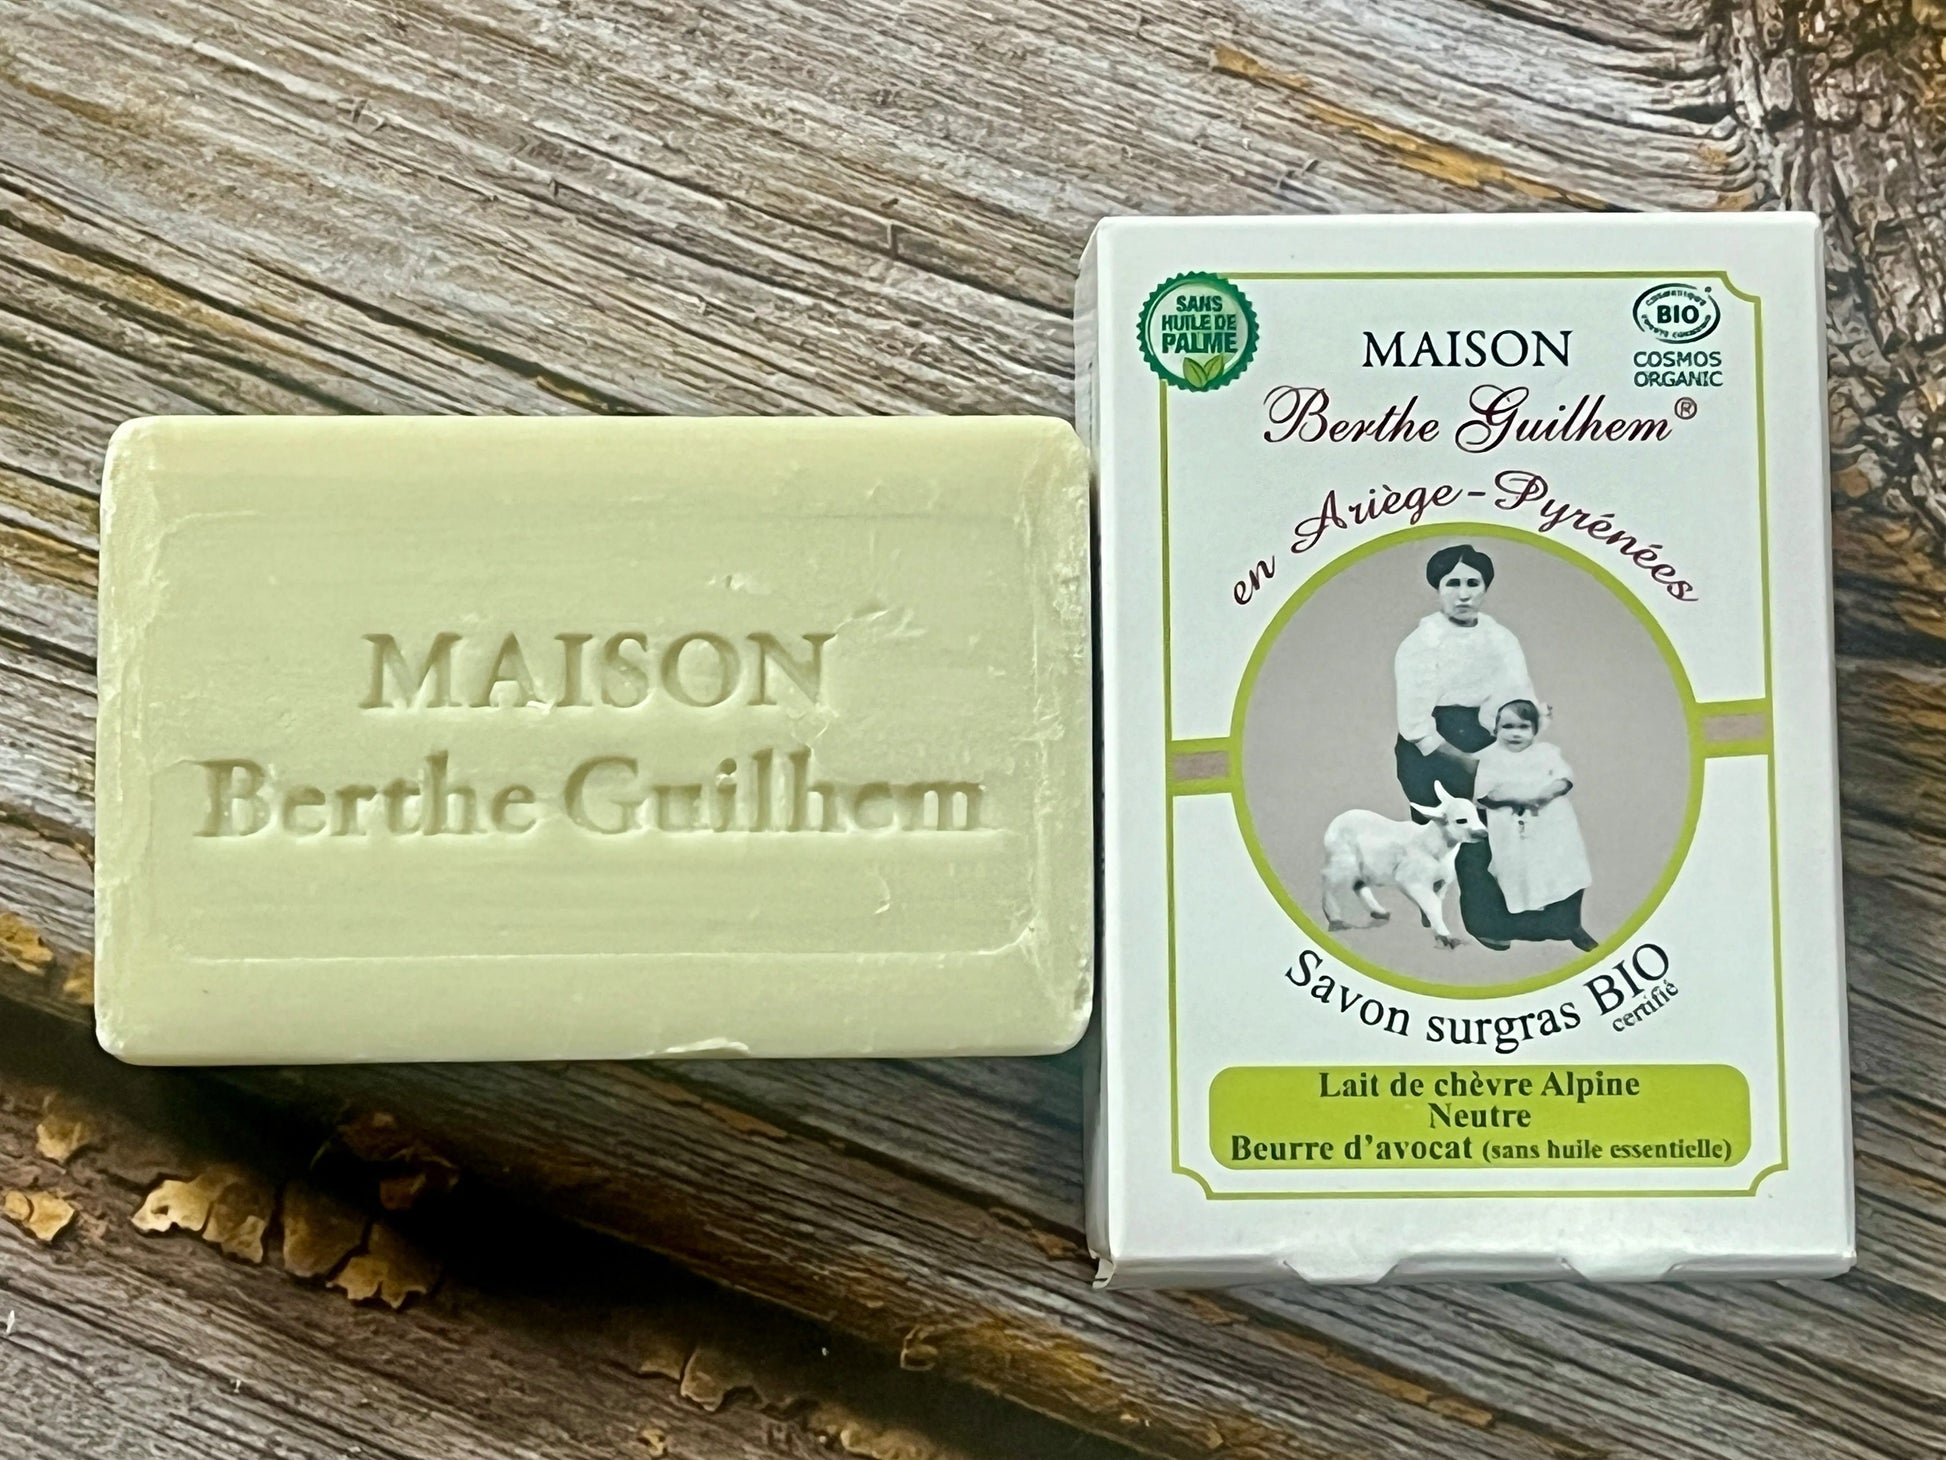 MAISON
Berthe Guilhem
SANS
HUILE DE
PALME
BIO
COSMOS
ORGANIC
MAISON
Berthe Guilhem®
en Ariège-Pyrénées
Savon surgras BIO
certifié
Lait de chèvre Alpine
Neutre
Beurre d'avocat (sans huile essentielle)